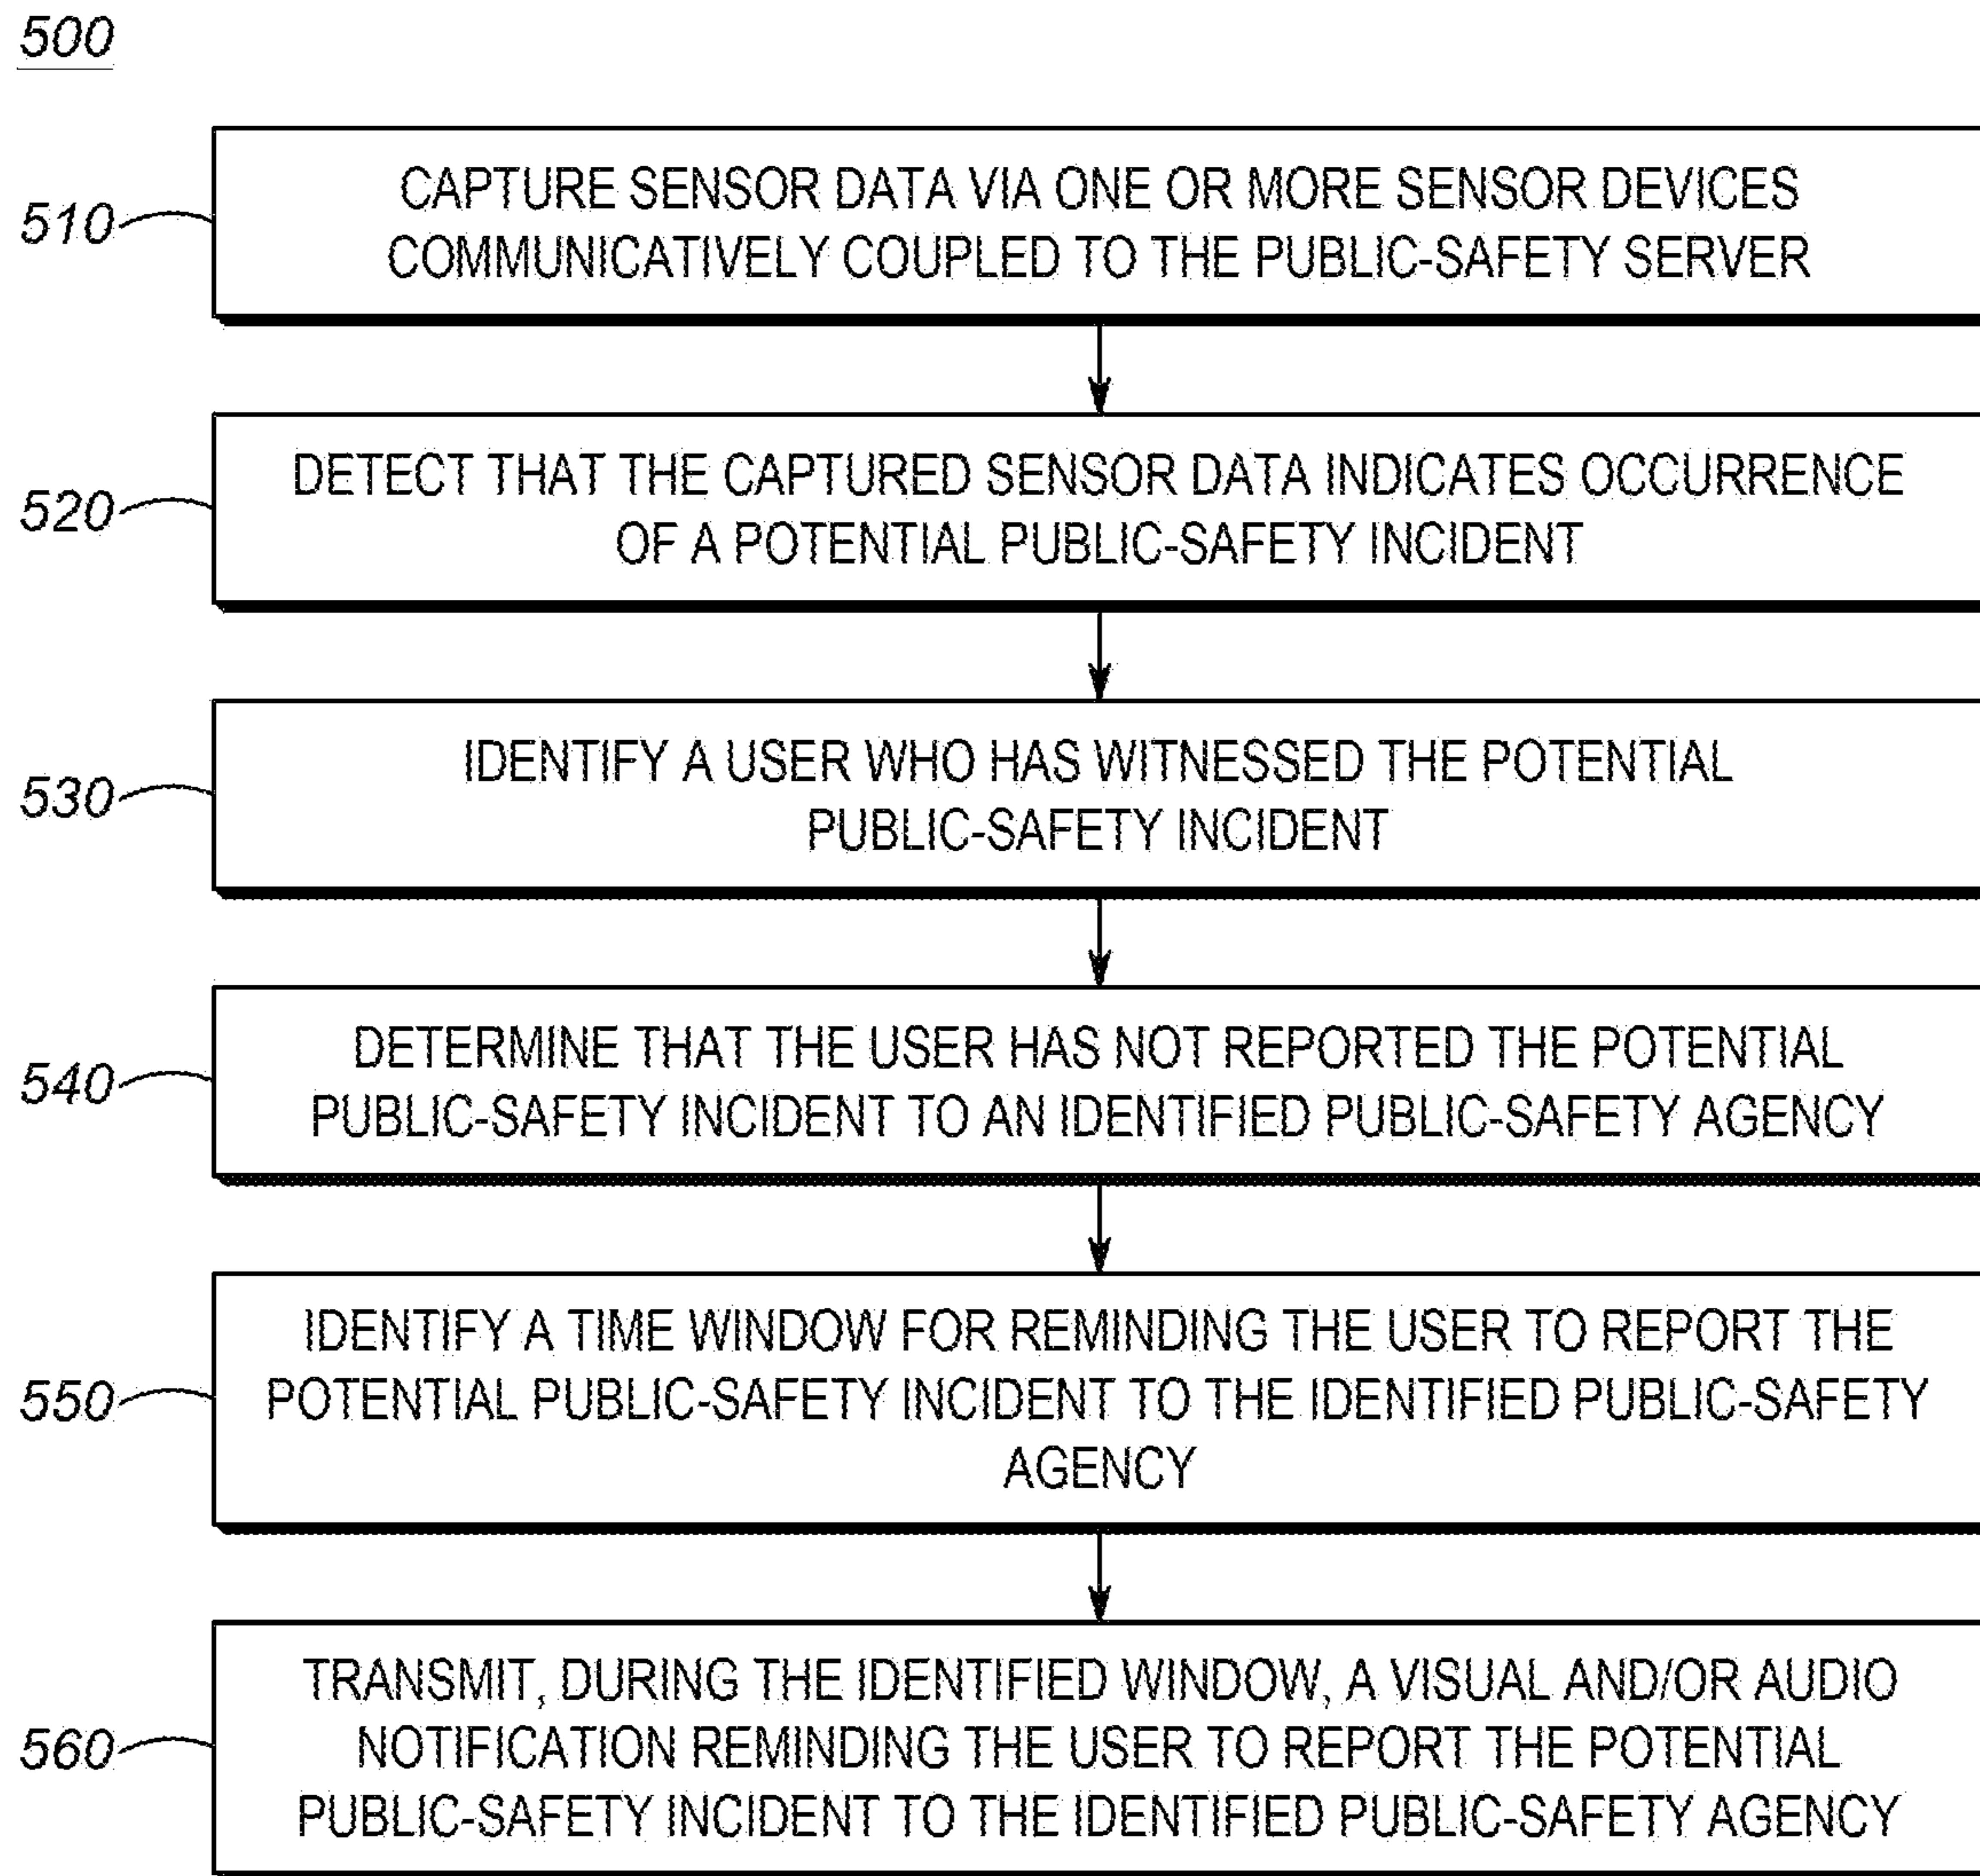 500
510
CAPTURE SENSOR DATA VIA ONE OR MORE SENSOR DEVICES
COMMUNICATIVELY COUPLED TO THE PUBLIC-SAFETY SERVER
520
DETECT THAT THE CAPTURED SENSOR DATA INDICATES OCCURRENCE
OF A POTENTIAL PUBLIC-SAFETY INCIDENT
530
IDENTIFY A USER WHO HAS WITNESSED THE POTENTIAL
PUBLIC-SAFETY INCIDENT
540
DETERMINE THAT THE USER HAS NOT REPORTED THE POTENTIAL
PUBLIC-SAFETY INCIDENT TO AN IDENTIFIED PUBLIC-SAFETY AGENCY
550
IDENTIFY A TIME WINDOW FOR REMINDING THE USER TO REPORT THE
POTENTIAL PUBLIC-SAFETY INCIDENT TO THE IDENTIFIED PUBLIC-SAFETY
AGENCY
560
TRANSMIT, DURING THE IDENTIFIED WINDOW, A VISUAL AND/OR AUDIO
NOTIFICATION REMINDING THE USER TO REPORT THE POTENTIAL
PUBLIC-SAFETY INCIDENT TO THE IDENTIFIED PUBLIC-SAFETY AGENCY